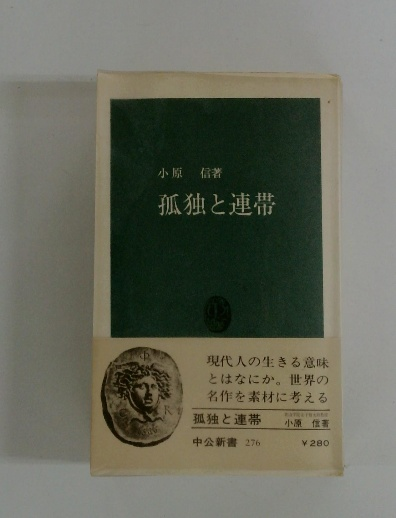 小原 信著
孤独と連帯
現代人の生きる意味
とはなにか。世界の
名作を素材に考える
孤独と連帯
小原 信著
中公新書 276
¥280